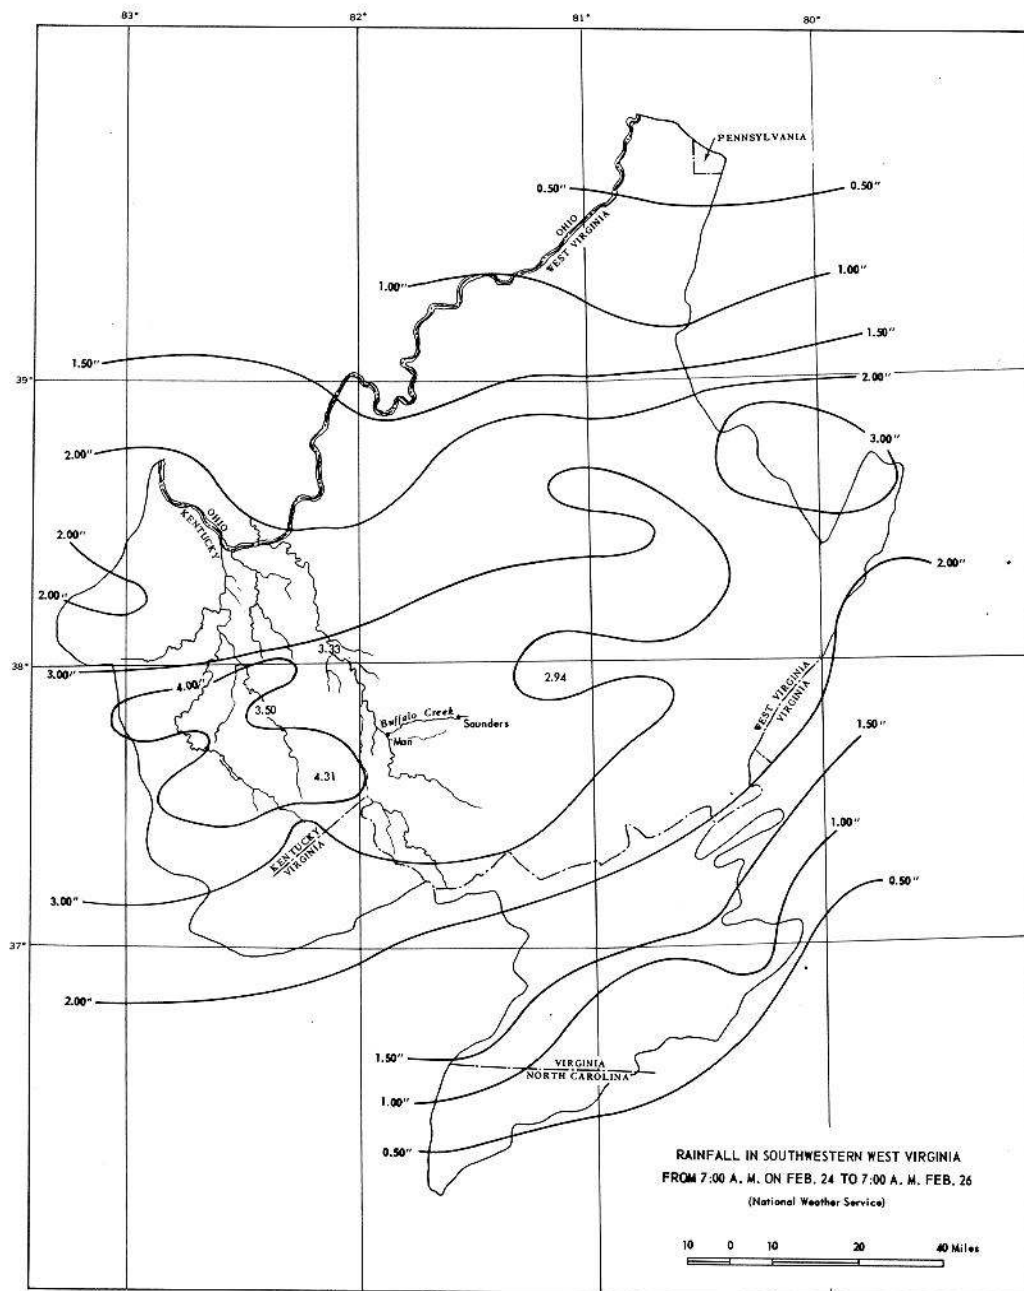 83°
82°
81°
80°
PENNSYLVANIA
0.50"
0.50"
OHIO
WEST VIRGINIA
1.00"
1.00"
1.50"
1.50"
39°
2.00"
2.00"
3.00"
OHIO
KENTUCKY
2.00"
2.00"
2.00"
38°
3.00"
3.33
4.00"
2.94
3.50
WEST VIRGINIA
VIRGINIA
Buffalo Creek
Saunders
Man
1.50"
4.31
KENTUCKY
VIRGINIA
1.00"
0.50"
3.00"
37°
2.00"
1.50"
VIRGINIA
NORTH CAROLINA
1.00"
0.50"
RAINFALL IN SOUTHWESTERN WEST VIRGINIA
FROM 7:00 A. M. ON FEB. 24 TO 7:00 A. M. FEB. 26
(National Weather Service)
10 0 10 20 40 Miles